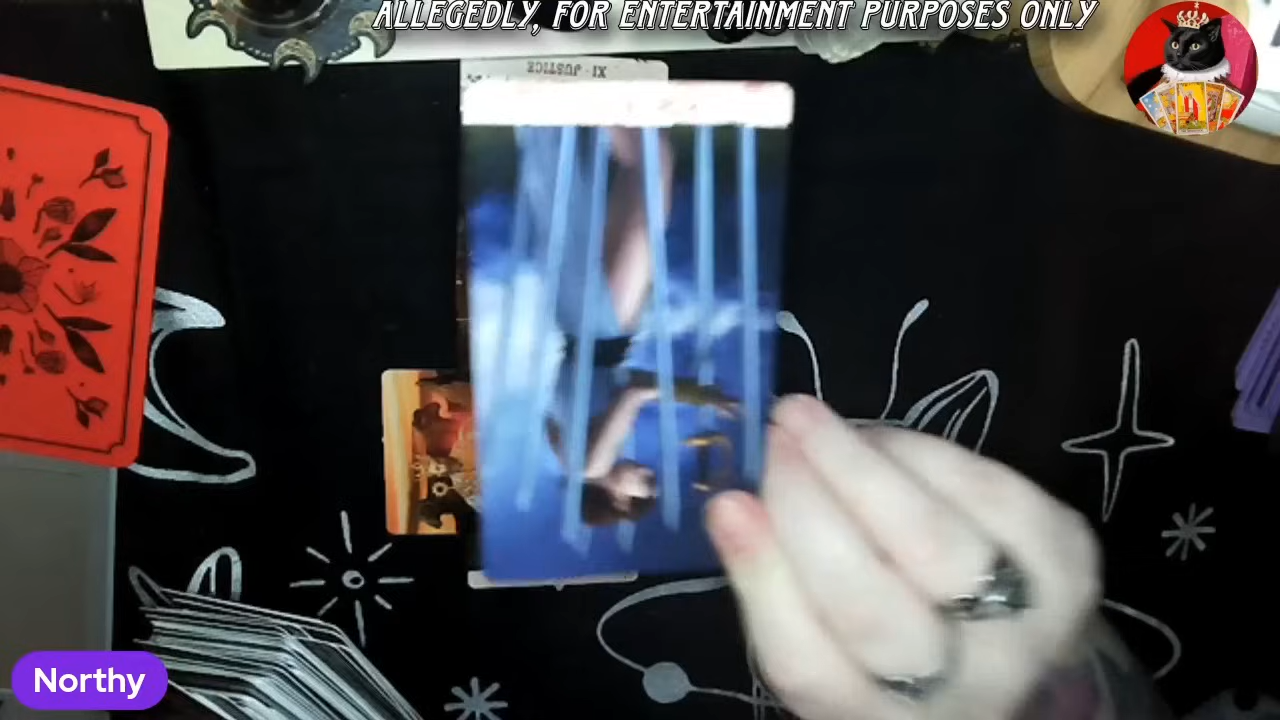 ALLEGEDLY, FOR ENTERTAINMENT PURPOSES ONLY
XI · JUSTICE
Northy